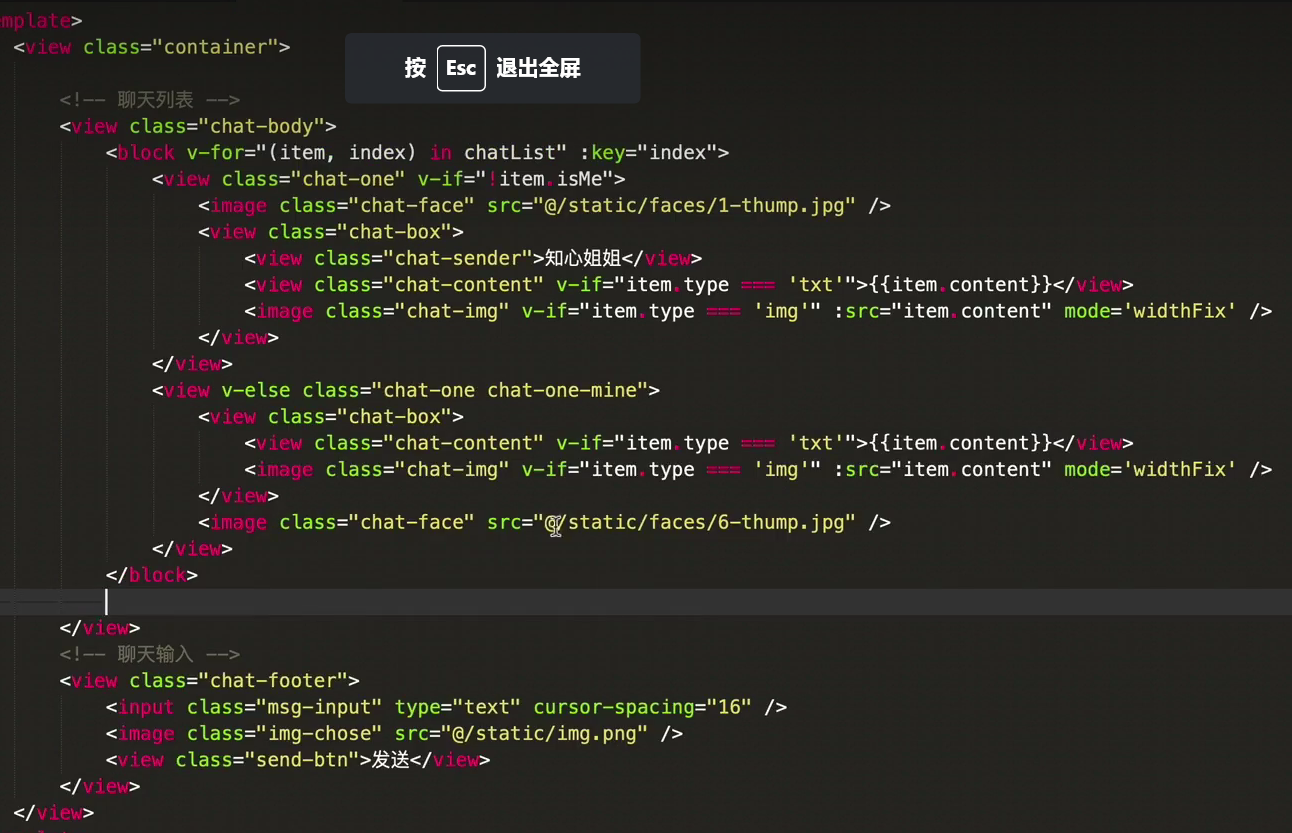 mplate>
<view class="container">
按 Esc 退出全屏
<!-- 聊天列表 -->
<view class="chat-body">
<block v-for="(item, index) in chatList" :key="index">
<view class="chat-one" v-if="!item.isMe">
<image class="chat-face" src="@/static/faces/1-thump.jpg" />
<view class="chat-box">
<view class="chat-sender">知心姐姐</view>
<view class="chat-content" v-if="item.type === 'txt'">{{item.content}}</view>
<image class="chat-img" v-if="item.type === 'img'" :src="item.content" mode='widthFix' />
</view>
</view>
<view v-else class="chat-one chat-one-mine">
<view class="chat-box">
<view class="chat-content" v-if="item.type === 'txt'">{{item.content}}</view>
<image class="chat-img" v-if="item.type === 'img'" :src="item.content" mode='widthFix' />
</view>
<image class="chat-face" src="@/static/faces/6-thump.jpg" />
</view>
</block>
</view>
<!-- 聊天输入 -->
<view class="chat-footer">
<input class="msg-input" type="text" cursor-spacing="16" />
<image class="img-chose" src="@/static/img.png" />
<view class="send-btn">发送</view>
</view>
</view>